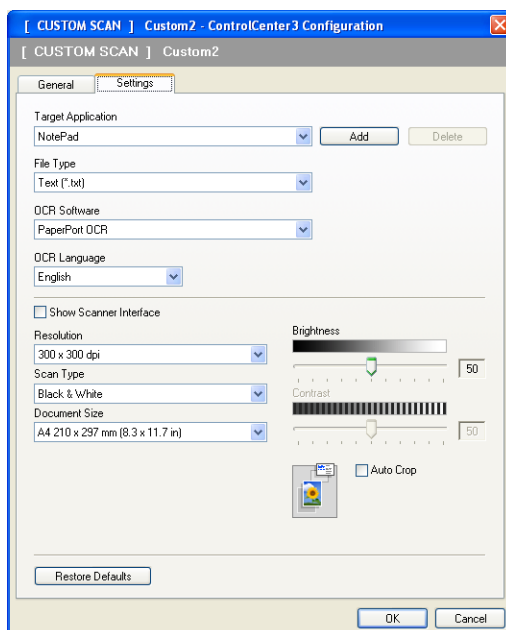 [ CUSTOM SCAN ] Custom2 - ControlCenter3 Configuration
[ CUSTOM SCAN ] Custom2
General Settings
Target Application
NotePad Add Delete
File Type
Text (*.txt)
OCR Software
PaperPort OCR
OCR Language
English
Show Scanner Interface
Resolution Brightness
300 x 300 dpi 50
Scan Type
Black & White Contrast
Document Size
A4 210 x 297 mm (8.3 x 11.7 in) 50
Auto Crop
Restore Defaults
OK Cancel